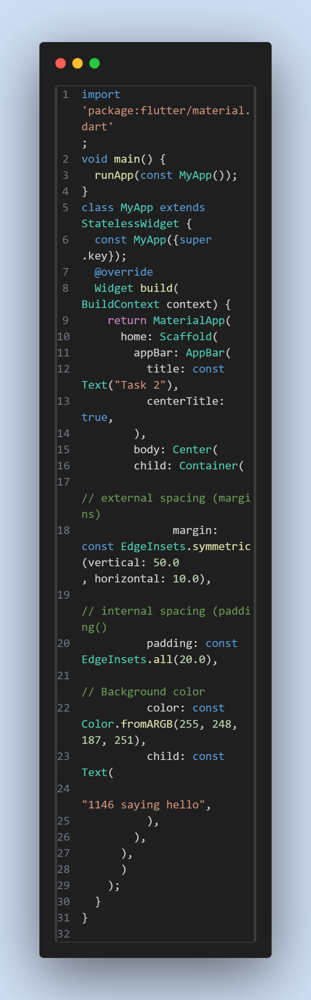 1 import
'package:flutter/material.
dart'
;
2 void main() {
3   runApp(const MyApp());
4 }
5 class MyApp extends
StatelessWidget {
6   const MyApp({super
.key});
7   @override
8   Widget build(
BuildContext context) {
9     return MaterialApp(
10       home: Scaffold(
11         appBar: AppBar(
12           title: const
Text("Task 2"),
13           centerTitle:
true,
14         ),
15         body: Center(
16         child: Container(
17
// external spacing (margi
ns)
18               margin:
const EdgeInsets.symmetric
(vertical: 50.0
, horizontal: 10.0),
19
// internal spacing (paddi
ng()
20           padding: const
EdgeInsets.all(20.0),
21
// Background color
22           color: const
Color.fromARGB(255, 248,
187, 251),
23           child: const
Text(
24
"1146 saying hello",
25           ),
26         ),
27       ),
28       )
29     );
30   }
31 }
32